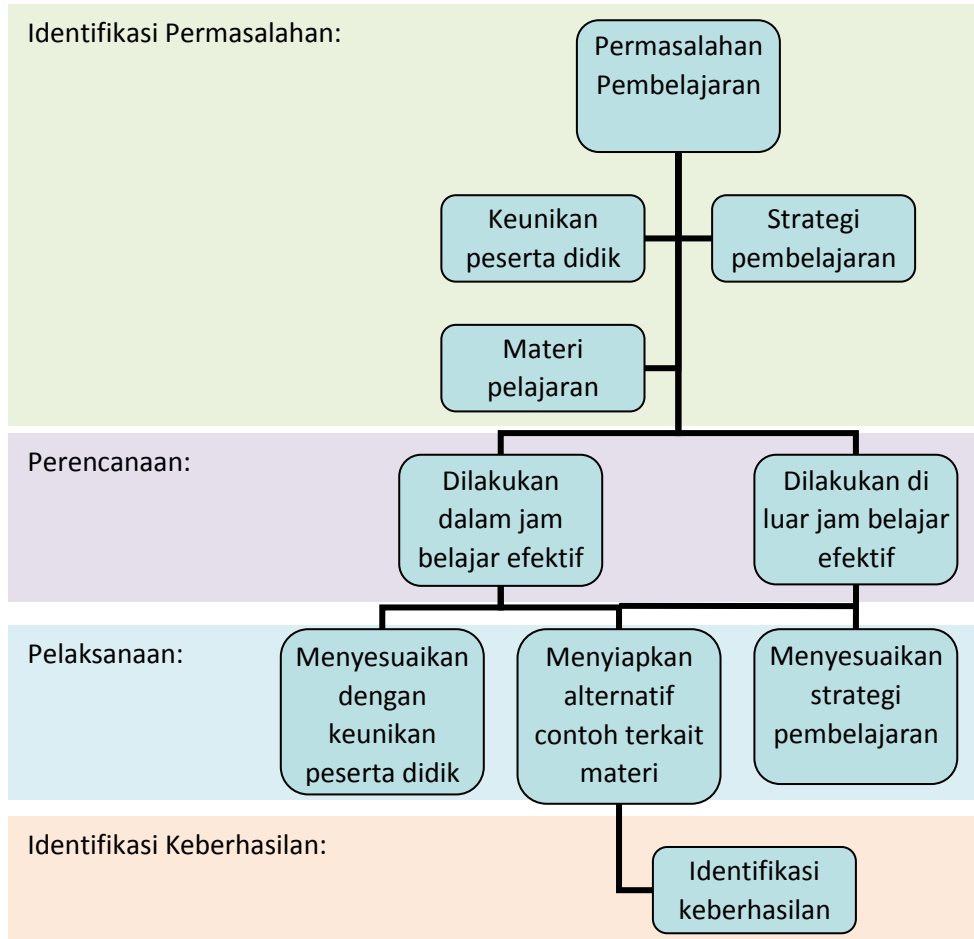 Identifikasi Permasalahan:
Permasalahan
Pembelajaran
Keunikan
peserta didik
Strategi
pembelajaran
Materi
pelajaran
Perencanaan:
Dilakukan
dalam jam
belajar efektif
Dilakukan di
luar jam belajar
efektif
Pelaksanaan:
Menyesuaikan
dengan
keunikan
peserta didik
Menyiapkan
alternatif
contoh terkait
materi
Menyesuaikan
strategi
pembelajaran
Identifikasi Keberhasilan:
Identifikasi
keberhasilan